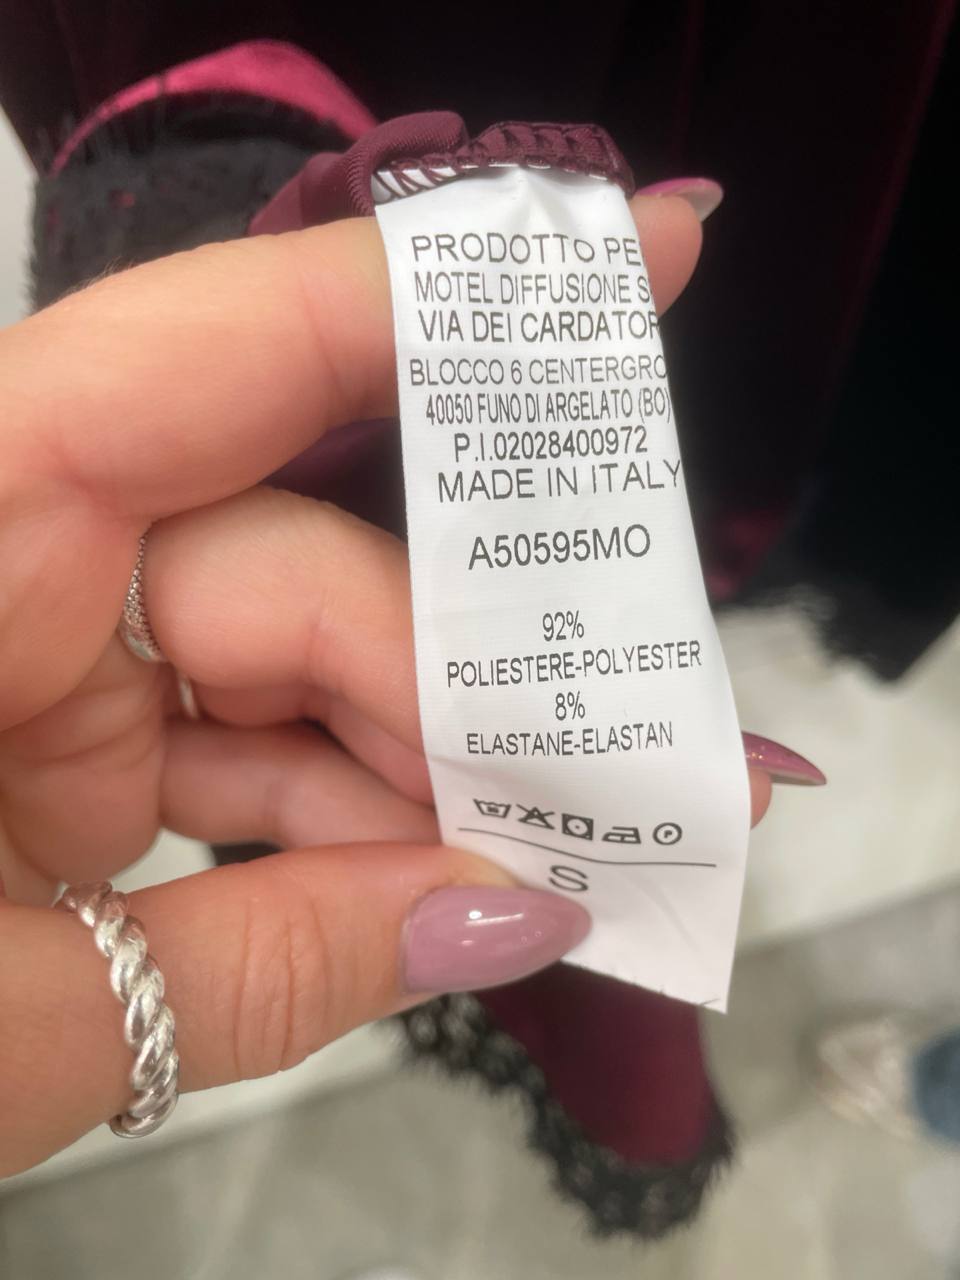 PRODOTTO PE
MOTEL DIFFUSIONE S
VIA DEI CARDATOR
BLOCCO 6 CENTERGRO
40050 FUNO DI ARGELATO (BO)
P.I.02028400972
MADE IN ITALY
A50595MO
92%
POLIESTERE-POLYESTER
8%
ELASTANE-ELASTAN
P
S